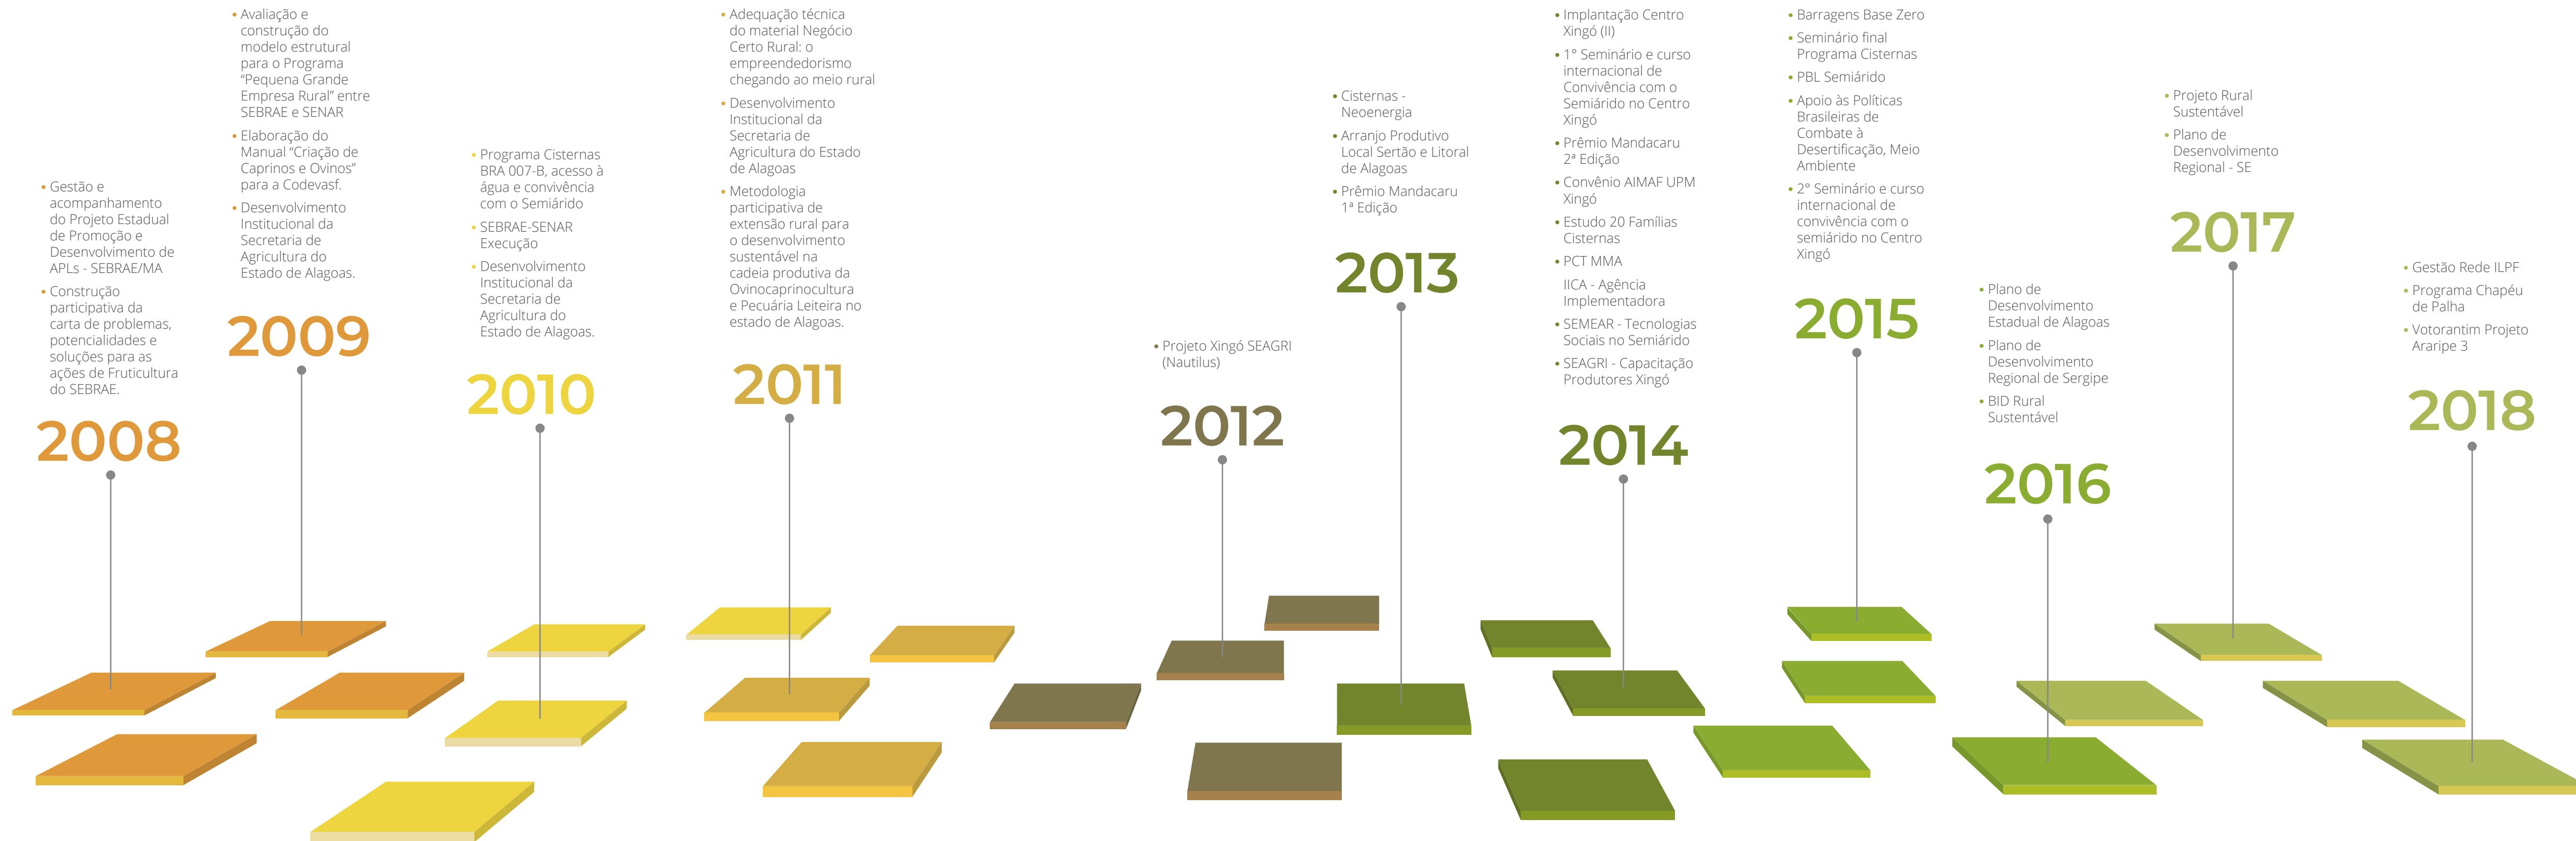 • Gestão e
acompanhamento
do Projeto Estadual
de Promoção e
Desenvolvimento de
APLs - SEBRAE/MA
• Construção
participativa da
carta de problemas,
potencialidades e
soluções para as
ações de Fruticultura
do SEBRAE.
2008
• Avaliação e
construção do
modelo estrutural
para o Programa
“Pequena Grande
Empresa Rural” entre
SEBRAE e SENAR
• Elaboração do
Manual “Criação de
Caprinos e Ovinos”
para a Codevasf.
• Desenvolvimento
Institucional da
Secretaria de
Agricultura do
Estado de Alagoas.
2009
• Programa Cisternas
BRA 007-B, acesso à
água e convivência
com o Semiárido
• SEBRAE-SENAR
Execução
• Desenvolvimento
Institucional da
Secretaria de
Agricultura do
Estado de Alagoas.
2010
• Adequação técnica
do material Negócio
Certo Rural: o
empreendedorismo
chegando ao meio rural
• Desenvolvimento
Institucional da
Secretaria de
Agricultura do Estado
de Alagoas
• Metodologia
participativa de
extensão rural para
o desenvolvimento
sustentável na
cadeia produtiva da
Ovinocaprinocultura
e Pecuária Leiteira no
estado de Alagoas.
2011
• Projeto Xingó SEAGRI
(Nautilus)
2012
• Cisternas -
Neoenergia
• Arranjo Produtivo
Local Sertão e Litoral
de Alagoas
• Prêmio Mandacaru
1ª Edição
2013
• Implantação Centro
Xingó (II)
• 1° Seminário e curso
internacional de
Convivência com o
Semiárido no Centro
Xingó
• Prêmio Mandacaru
2ª Edição
• Convênio AIMAF UPM
Xingó
• Estudo 20 Famílias
Cisternas
• PCT MMA
IICA - Agência
Implementadora
• SEMEAR - Tecnologias
Sociais no Semiárido
• SEAGRI - Capacitação
Produtores Xingó
2014
• Barragens Base Zero
• Seminário final
Programa Cisternas
• PBL Semiárido
• Apoio às Políticas
Brasileiras de
Combate à
Desertificação, Meio
Ambiente
• 2° Seminário e curso
internacional de
convivência com o
semiárido no Centro
Xingó
2015
• Plano de
Desenvolvimento
Estadual de Alagoas
• Plano de
Desenvolvimento
Regional de Sergipe
• BID Rural
Sustentável
2016
• Projeto Rural
Sustentável
• Plano de
Desenvolvimento
Regional - SE
2017
• Gestão Rede ILPF
• Programa Chapéu
de Palha
• Votorantim Projeto
Araripe 3
2018